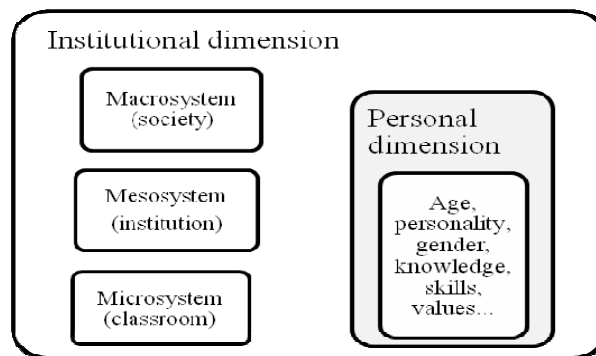 Institutional dimension
Macrosystem
(society)
Mesosystem
(institution)
Microsystem
(classroom)
Personal
dimension
Age,
personality,
gender,
knowledge,
skills,
values...